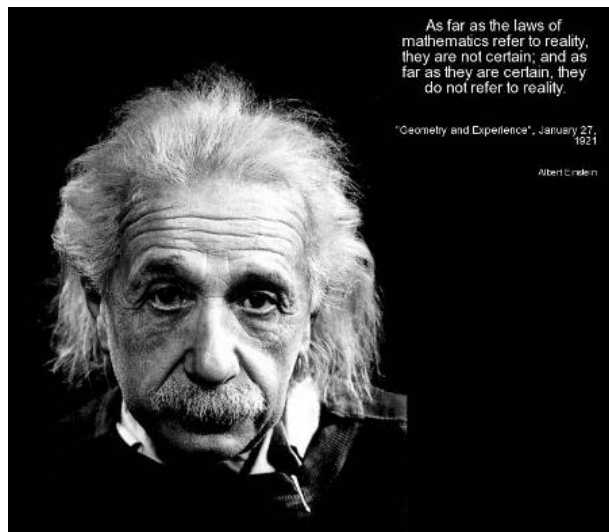 As far as the laws of
mathematics refer to reality,
they are not certain; and as
far as they are certain, they
do not refer to reality.
"Geometry and Experience", January 27,
1921
Albert Einstein